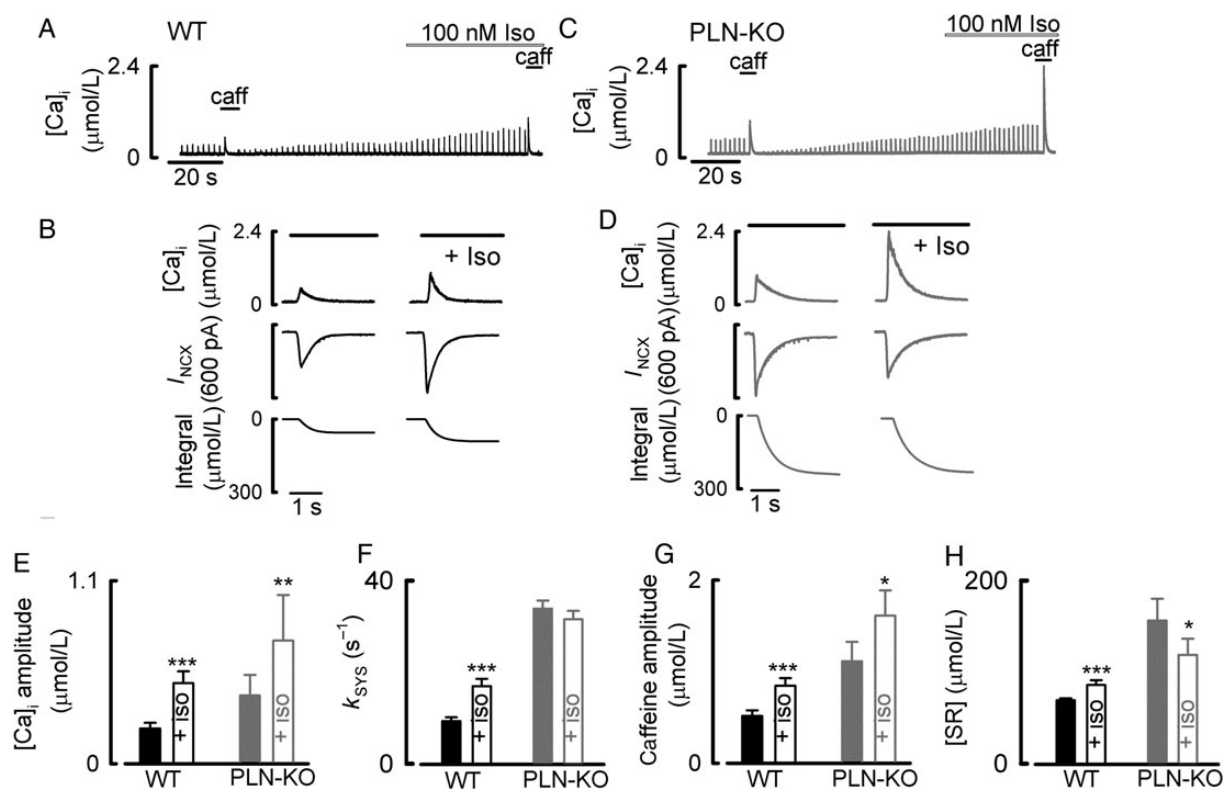 A
WT
100 nM Iso
caff
caff
[Ca]i
(μmol/L)
2.4
0
20 s
C
PLN-KO
100 nM Iso
caff
caff
[Ca]i
(μmol/L)
2.4
0
20 s
B
+ Iso
[Ca]i
(μmol/L)
2.4
0
INCX
(600 pA)
Integral
(μmol/L)
0
300
1 s
D
+ Iso
[Ca]i
(μmol/L)
2.4
0
INCX
(600 pA)
Integral
(μmol/L)
0
300
1 s
E
[Ca]i amplitude
(μmol/L)
1.1
0
***
**
+ Iso
+ Iso
WT
PLN-KO
F
kSYS (s−1)
40
0
***
+ Iso
+ Iso
WT
PLN-KO
G
Caffeine amplitude
(μmol/L)
2
0
***
*
+ Iso
+ Iso
WT
PLN-KO
H
[SR] (μmol/L)
200
0
***
*
+ Iso
+ Iso
WT
PLN-KO